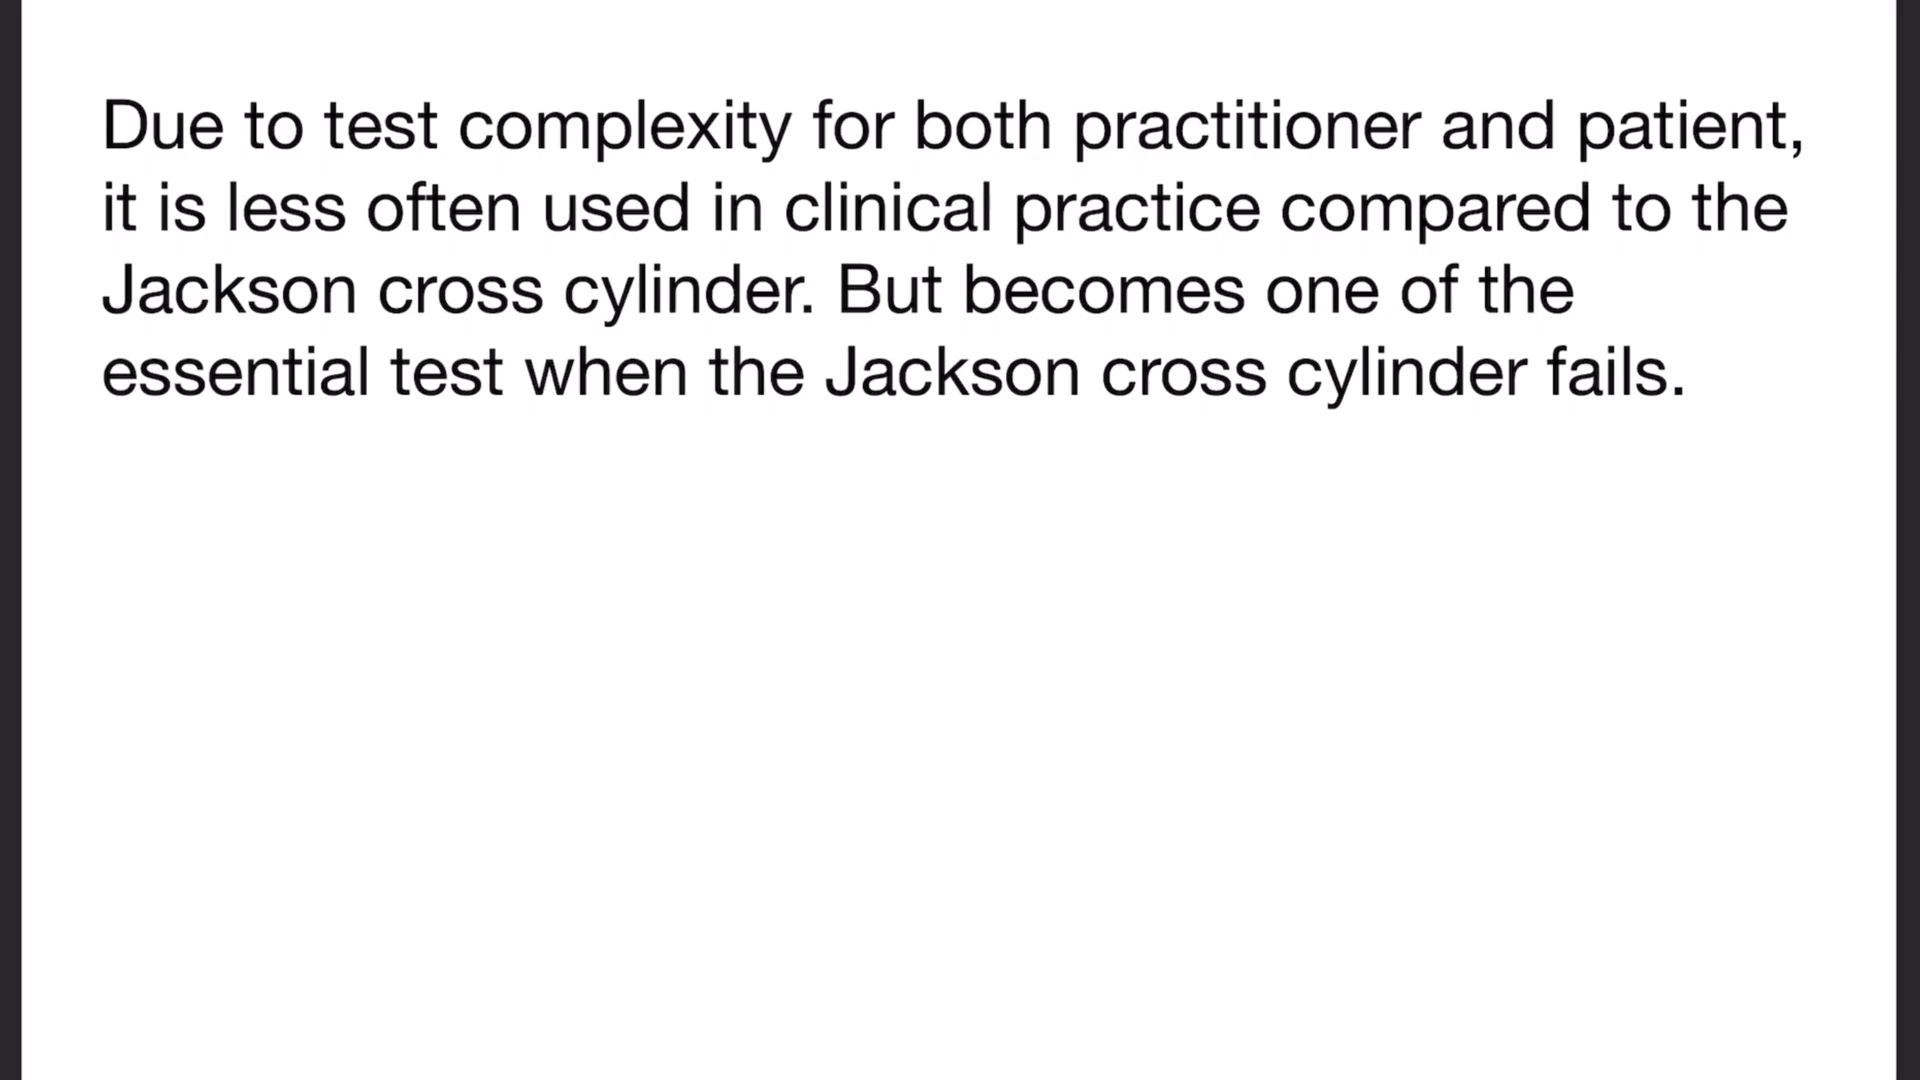 Due to test complexity for both practitioner and patient,
it is less often used in clinical practice compared to the
Jackson cross cylinder. But becomes one of the
essential test when the Jackson cross cylinder fails.